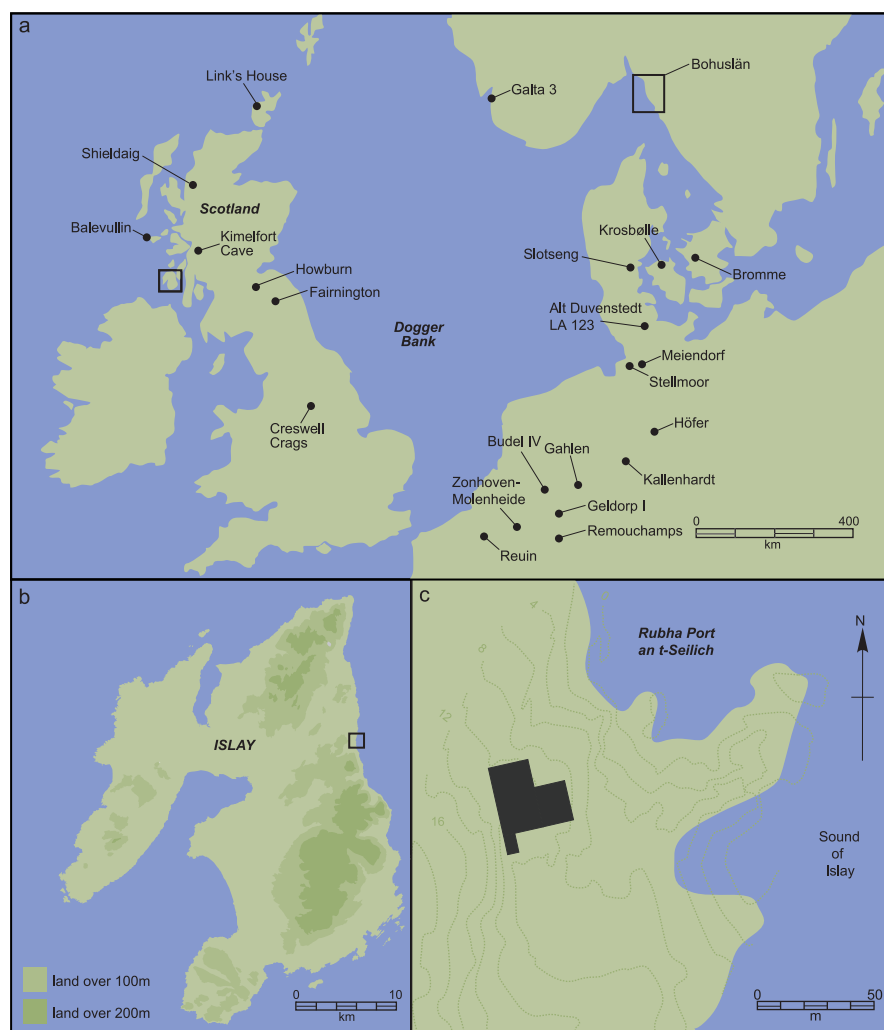 a
Link's House
Shieldaig
Scotland
Balevullin
Kimelfort
Cave
Howburn
Fairnington
Creswell
Crags
Dogger
Bank
Galta 3
Bohuslän
Krosbølle
Slotseng
Bromme
Alt Duvenstedt
LA 123
Meiendorf
Stellmoor
Höfer
Budel IV
Gahlen
Kallenhardt
Zonhoven-
Molenheide
Geldorp I
Remouchamps
Reuin
0 400
km
b
ISLAY
land over 100m
land over 200m
0 10
km
c
Rubha Port
an t-Seilich
N
0
4
8
12
16
Sound
of
Islay
0 50
m